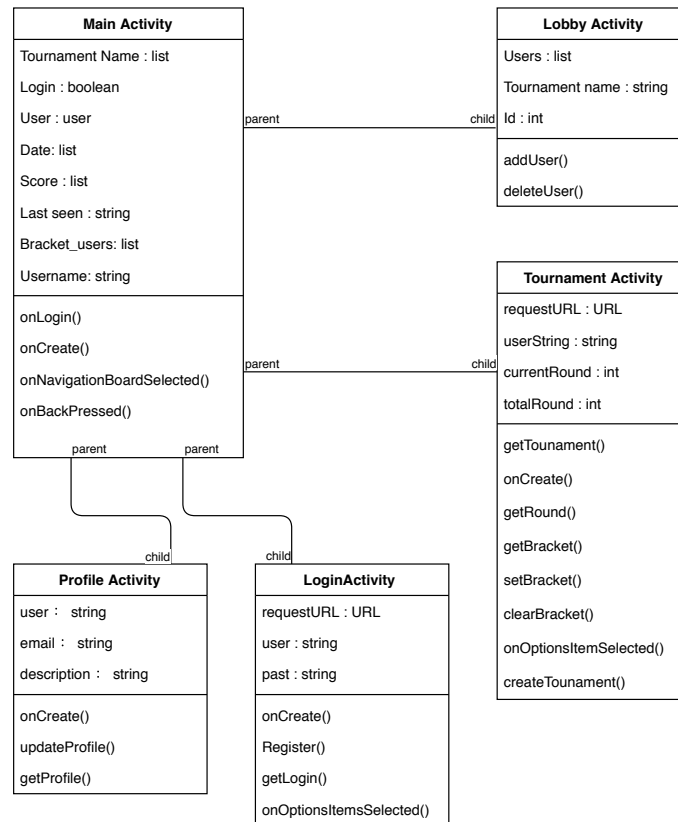 Main Activity
Tournament Name : list
Login : boolean
User : user
Date: list
Score : list
Last seen : string
Bracket_users: list
Username: string
onLogin()
onCreate()
onNavigationBoardSelected()
onBackPressed()
parent
parent
parent
child
parent
child
Lobby Activity
Users : list
Tournament name : string
Id : int
addUser()
deleteUser()
Tournament Activity
requestURL : URL
userString : string
currentRound : int
totalRound : int
getTounament()
onCreate()
getRound()
getBracket()
setBracket()
clearBracket()
onOptionsItemSelected()
createTounament()
child
child
Profile Activity
user： string
email： string
description： string
onCreate()
updateProfile()
getProfile()
LoginActivity
requestURL : URL
user : string
past : string
onCreate()
Register()
getLogin()
onOptionsItemsSelected()